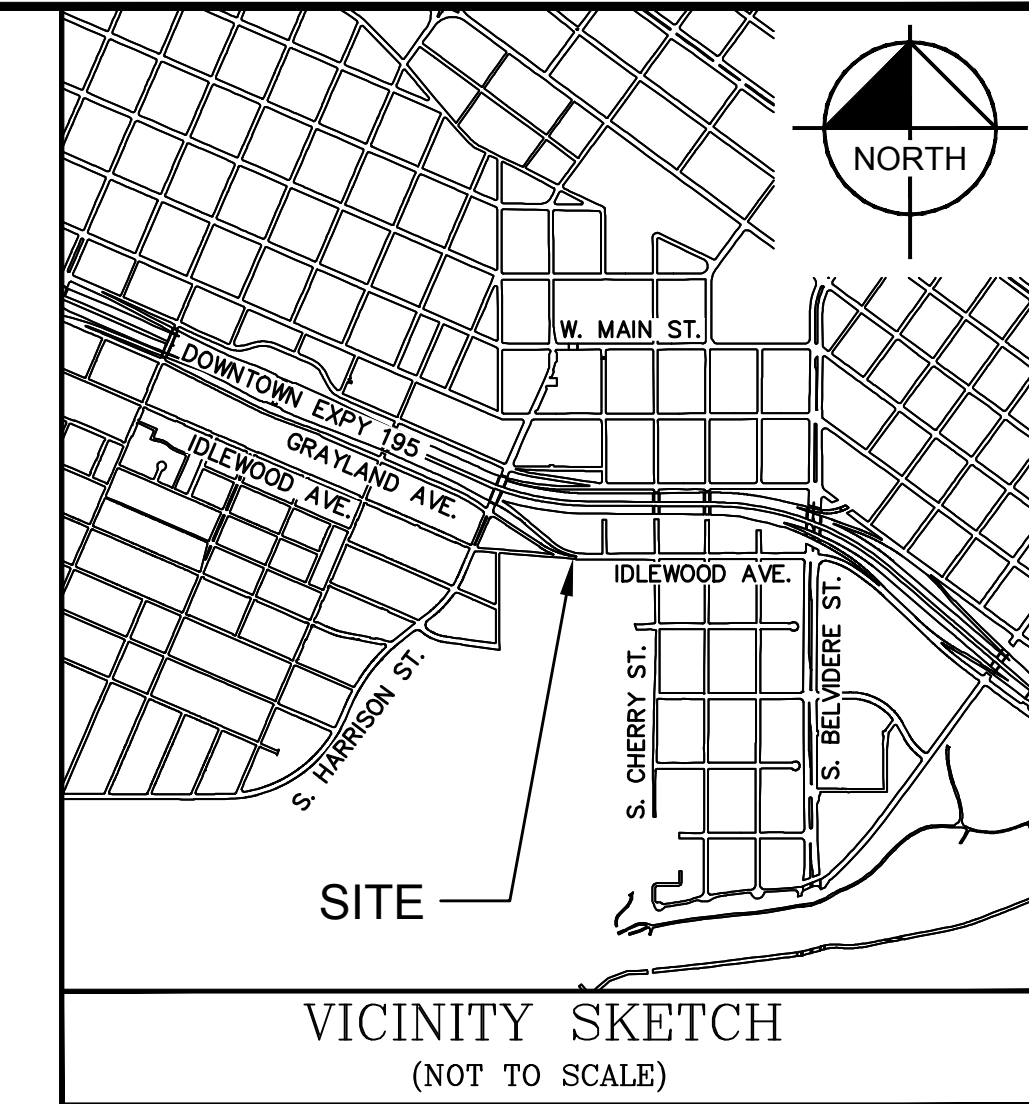 NORTH
W. MAIN ST.
DOWNTOWN EXPY 195
GRAYLAND AVE.
IDLEWOOD AVE.
IDLEWOOD AVE.
S. HARRISON ST.
S. CHERRY ST.
S. BELVIDERE ST.
SITE
VICINITY SKETCH
(NOT TO SCALE)